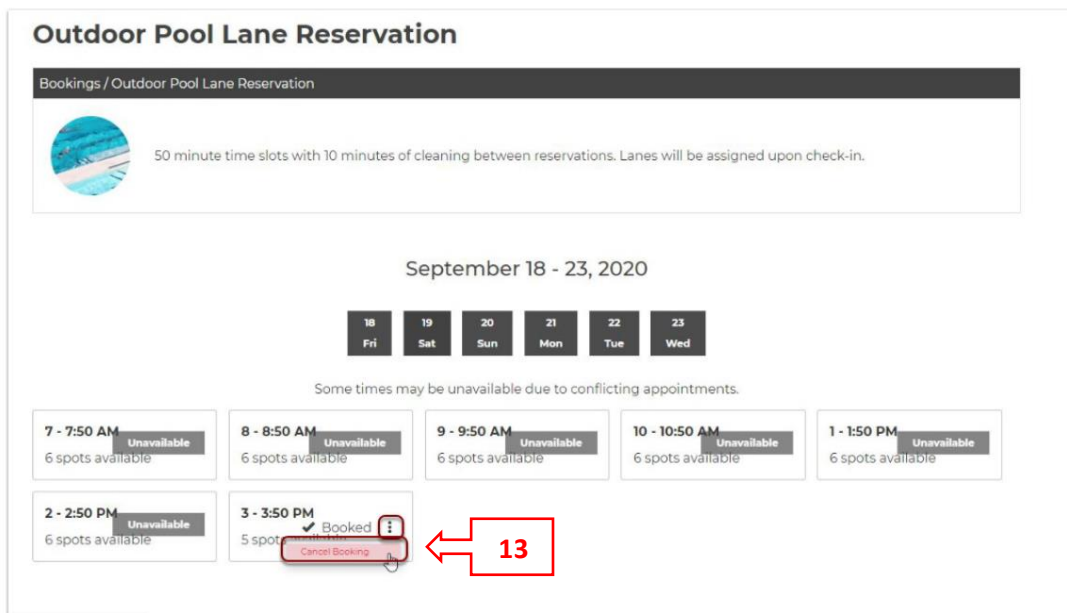 Outdoor Pool Lane Reservation
Bookings / Outdoor Pool Lane Reservation
50 minute time slots with 10 minutes of cleaning between reservations. Lanes will be assigned upon check-in.
September 18 - 23, 2020
18 19 20 21 22 23
Fri Sat Sun Mon Tue Wed
Some times may be unavailable due to conflicting appointments.
7 - 7:50 AM 8 - 8:50 AM 9 - 9:50 AM 10 - 10:50 AM 1 - 1:50 PM
Unavailable Unavailable Unavailable Unavailable Unavailable
6 spots available 6 spots available 6 spots available 6 spots available 6 spots available
2 - 2:50 PM 3 - 3:50 PM
Unavailable Booked
6 spots available 5 spots
Cancel Booking
13